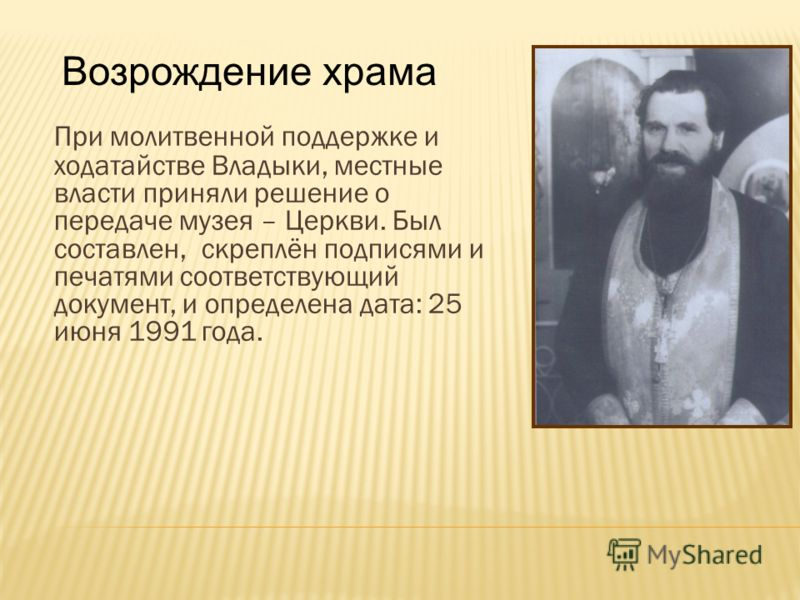 Возрождение храма
При молитвенной поддержке и
ходатайстве Владыки, местные
власти приняли решение о
передаче музея – Церкви. Был
составлен, скреплён подписями и
печатями соответствующий
документ, и определена дата: 25
июня 1991 года.
MyShared